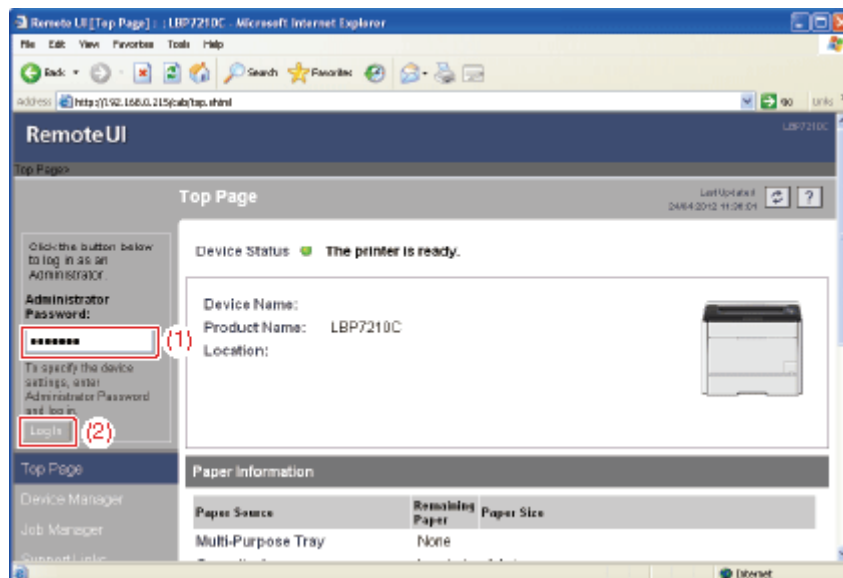 Remote UI [Top Page] : : LBP7210C - Microsoft Internet Explorer
File Edit View Favorites Tools Help
Back Search Favorites
Address http://192.168.0.215/cab/top.shtml Go Links
Remote UI
LBP7210C
Top Page>
Top Page
Last Updated
24/04/2012 11:36:01
?
Click the button below
to log in as an
Administrator.
Administrator
Password:
•••••••
(1)
To specify the device
settings, enter
Administrator Password
and log in.
Log In
(2)
Top Page
Device Manager
Job Manager
Support Links
Device Status The printer is ready.
Device Name:
Product Name: LBP7210C
Location:
Paper Information
Paper Source Remaining Paper Paper Size
Multi-Purpose Tray None
Internet